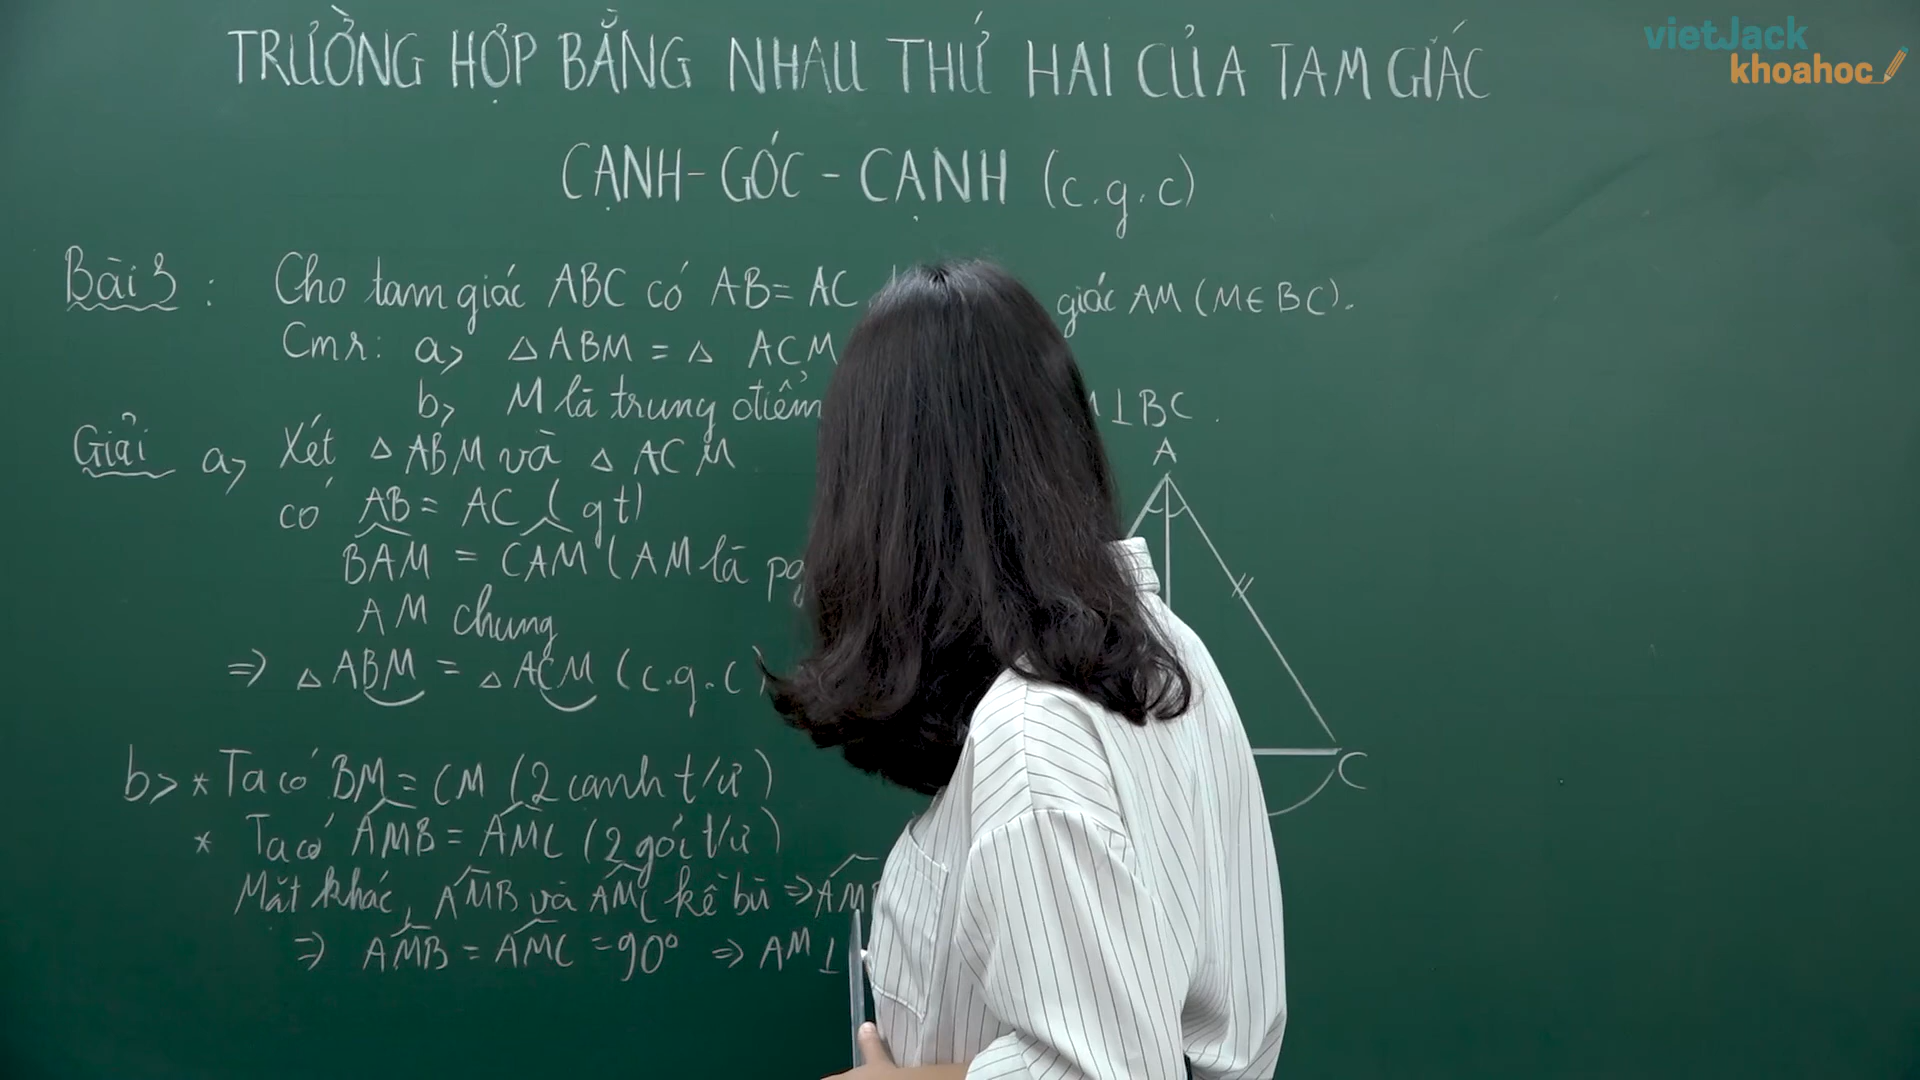 vietJack
khoahoc
TRƯỜNG HỢP BẰNG NHAU THỨ HAI CỦA TAM GIÁC
CẠNH - GÓC - CẠNH (c.g.c)
Bài 3 : Cho tam giác ABC có AB = AC giác AM (M ∈ BC).
Cmr: a> △ ABM = △ ACM
b> M là trung điểm ⊥ BC .
Giải a> Xét △ ABM và △ ACM
A
có AB = AC (gt)
BAM = CAM (AM là
AM chung
=> △ ABM = △ ACM (c.g.c)
b> * Ta có BM = CM (2 cạnh t/ư)
C
* Ta có AMB = AMC (2 góc t/ư)
Mặt khác, AMB và AMC kề bù => AM
=> AMB = AMC = 90° => AM ⊥